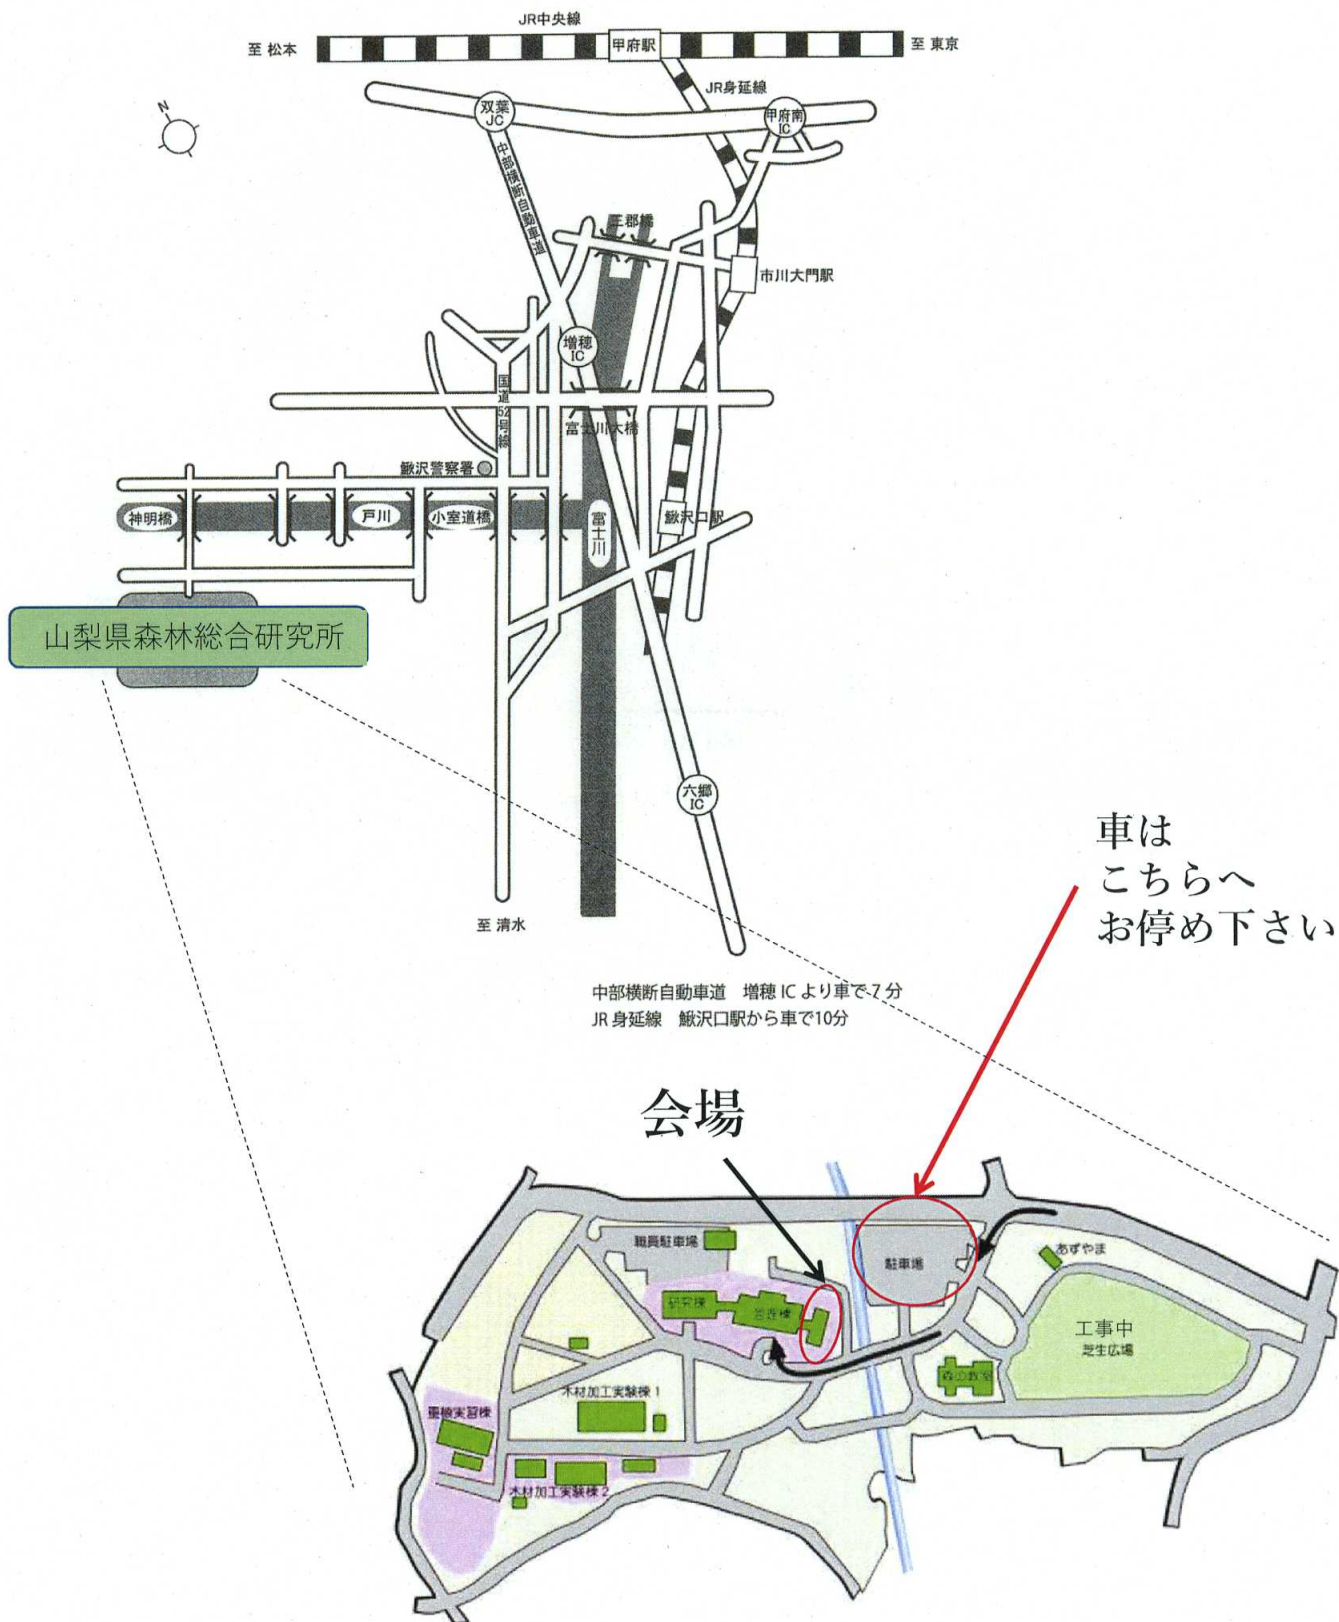 JR中央線
至 松本
甲府駅
至 東京
N
JR身延線
双葉
JC
甲府南
IC
中部横断自動車道
三郡橋
市川大門駅
増穂
IC
国道52号線
富士川大橋
鰍沢警察署
神明橋
戸川
小室道橋
富士川
鰍沢口駅
山梨県森林総合研究所
六郷
IC
至 清水
車は
こちらへ
お停め下さい
中部横断自動車道 増穂 IC より車で 7 分
JR 身延線 鰍沢口駅から車で10分
会場
職員駐車場
駐車場
あずやま
研究棟
管理棟
工事中
芝生広場
森の教室
木材加工実験棟 1
重機実習棟
木材加工実験棟 2